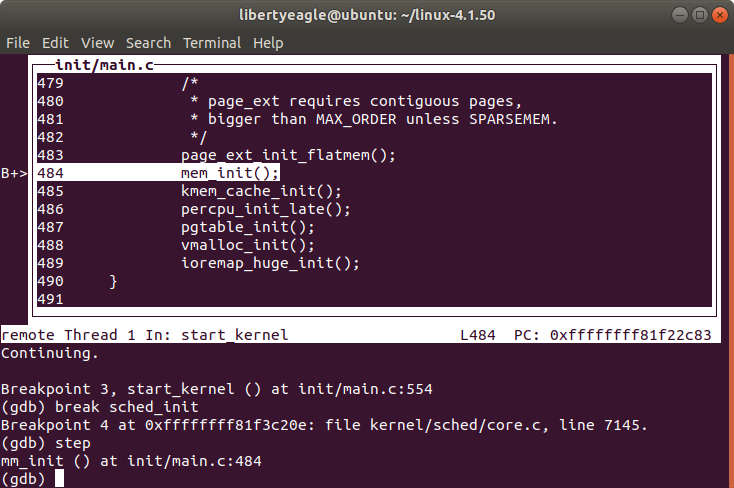 libertyeagle@ubuntu: ~/linux-4.1.50
File Edit View Search Terminal Help
init/main.c
479 /*
480 * page_ext requires contiguous pages,
481 * bigger than MAX_ORDER unless SPARSEMEM.
482 */
483 page_ext_init_flatmem();
B+> 484 mem_init();
485 kmem_cache_init();
486 percpu_init_late();
487 pgtable_init();
488 vmalloc_init();
489 ioremap_huge_init();
490 }
491
remote Thread 1 In: start_kernel L484 PC: 0xffffffff81f22c83
Continuing.
Breakpoint 3, start_kernel () at init/main.c:554
(gdb) break sched_init
Breakpoint 4 at 0xffffffff81f3c20e: file kernel/sched/core.c, line 7145.
(gdb) step
mm_init () at init/main.c:484
(gdb)